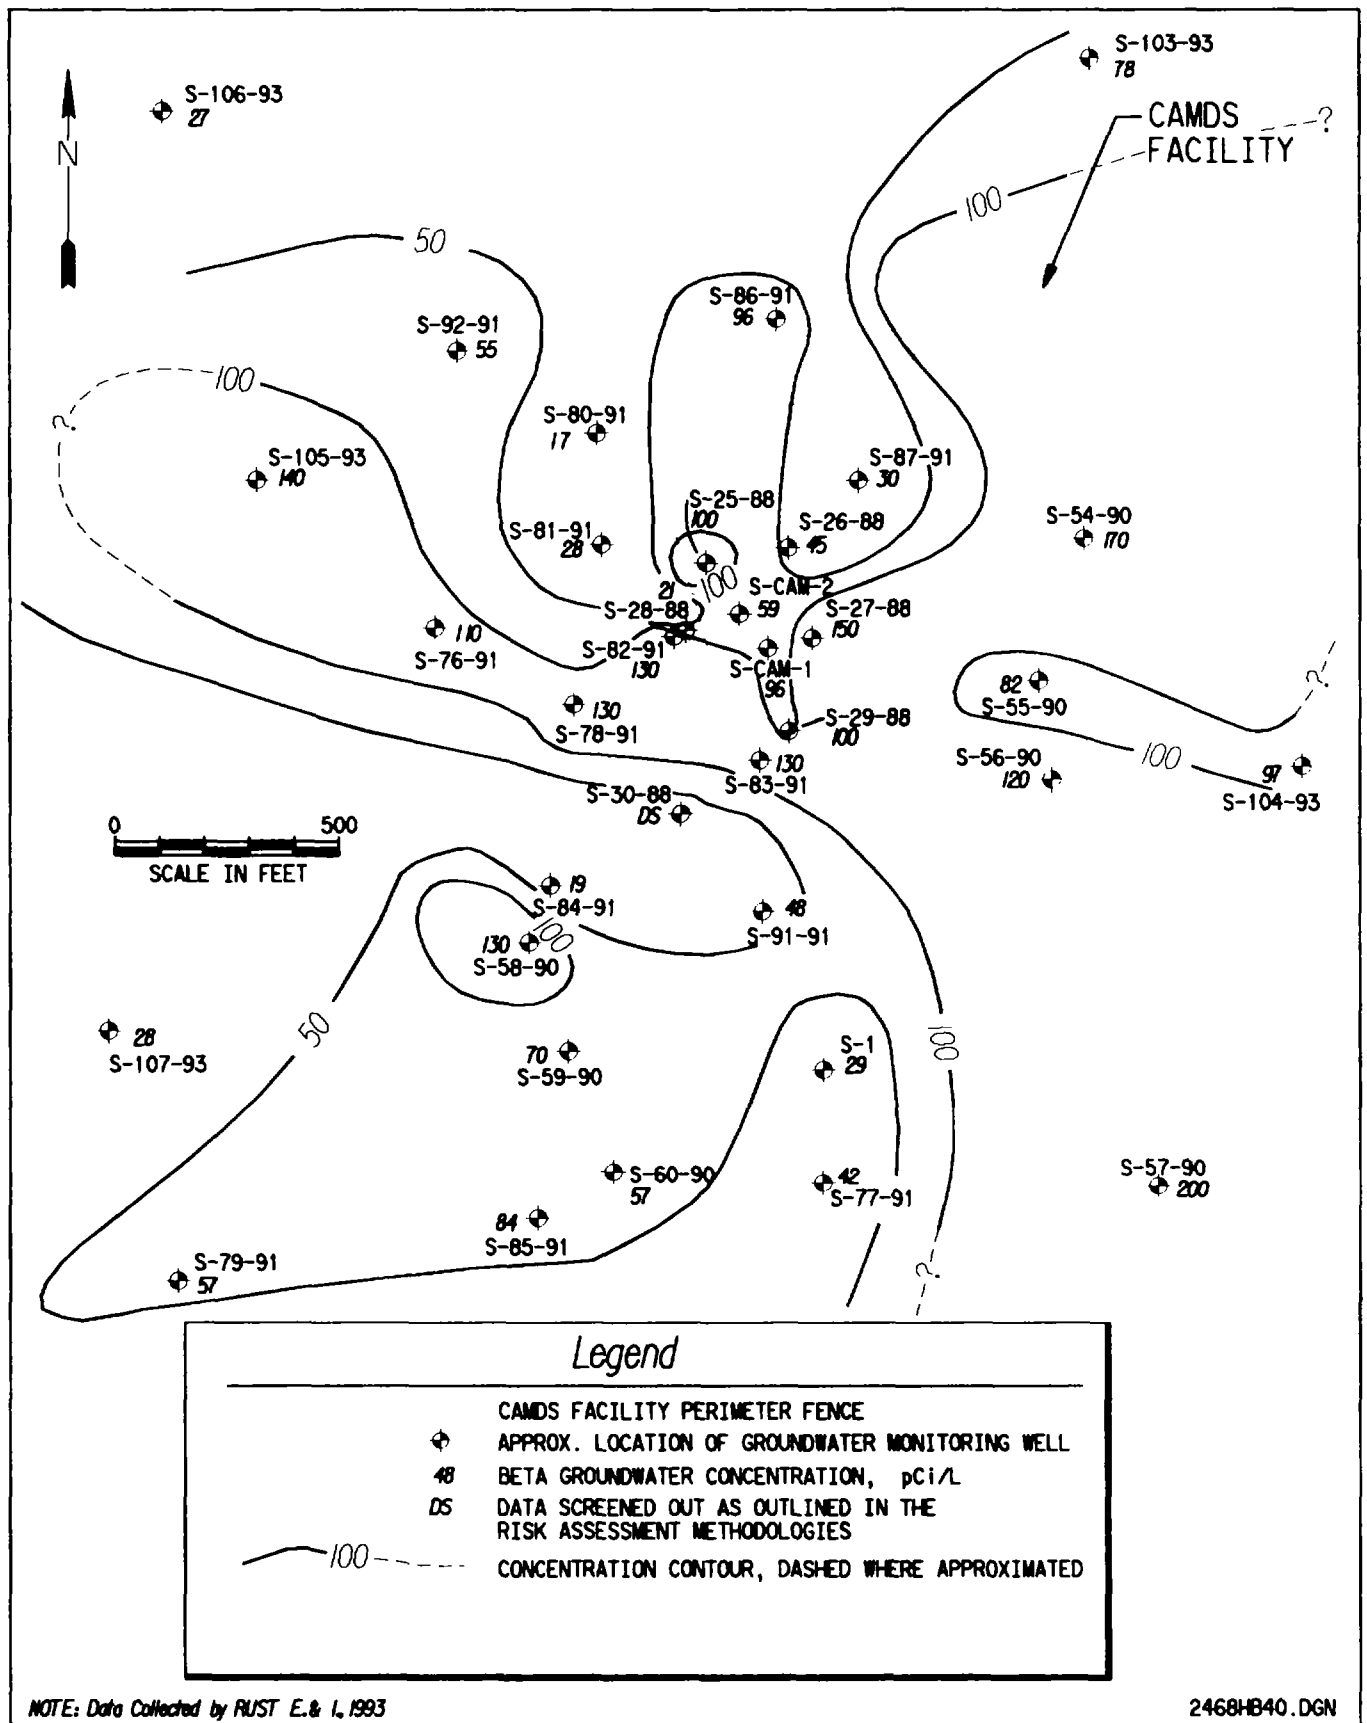 S-103-93
78
S-106-93
27
CAMDS
FACILITY
?
N
100
50
S-86-91
96
S-92-91
55
100
?
S-80-91
17
S-105-93
140
S-87-91
30
S-25-88
100
S-26-88
45
S-54-90
170
S-81-91
28
100
S-CAM-2
59
21
S-28-88
S-27-88
150
110
S-76-91
S-82-91
130
S-CAM-1
96
82
S-55-90
?
130
S-78-91
S-29-88
100
130
S-83-91
S-56-90
120
100
97
S-104-93
S-30-88
DS
0 500
SCALE IN FEET
19
S-84-91
48
S-91-91
100
130
S-58-90
50
28
S-107-93
70
S-59-90
S-1
29
100
S-60-90
57
42
S-77-91
S-57-90
200
84
S-85-91
S-79-91
57
?
Legend
CAMDS FACILITY PERIMETER FENCE
APPROX. LOCATION OF GROUNDWATER MONITORING WELL
48 BETA GROUNDWATER CONCENTRATION, pCi/L
DS DATA SCREENED OUT AS OUTLINED IN THE
RISK ASSESSMENT METHODOLOGIES
100 CONCENTRATION CONTOUR, DASHED WHERE APPROXIMATED
NOTE: Data Collected by RUST E.& I., 1993
2468HB40.DGN